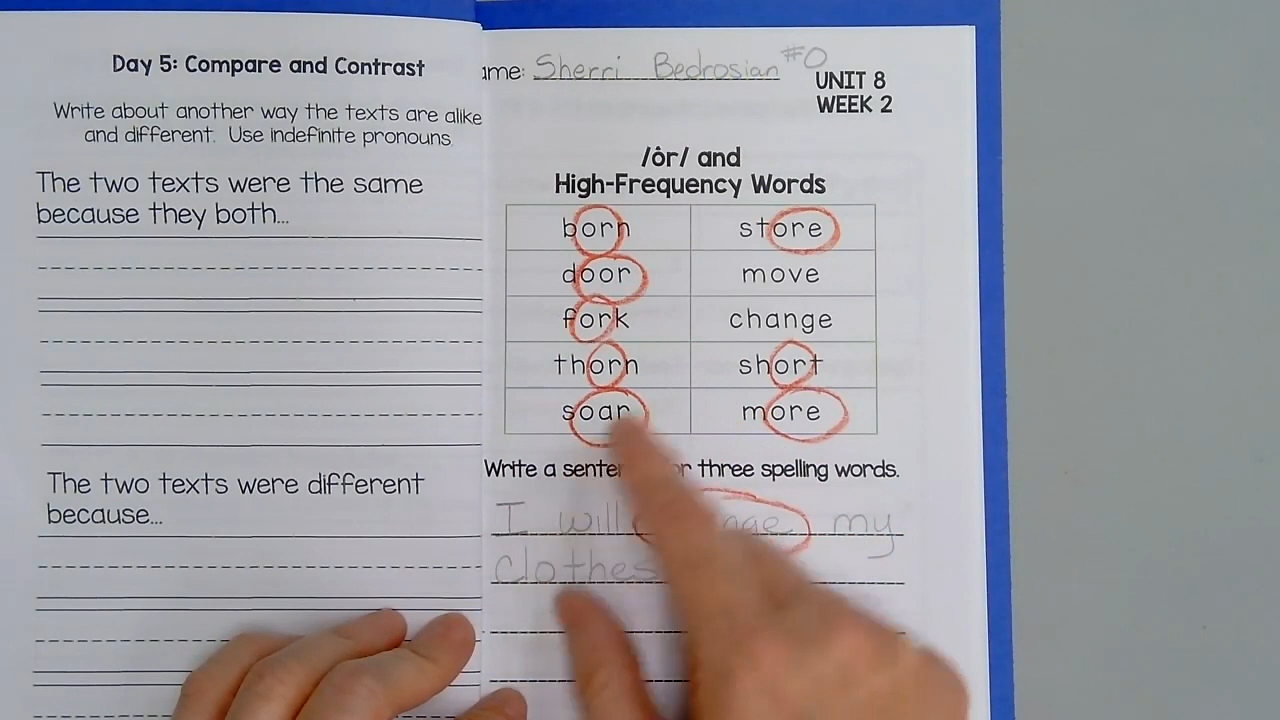 Day 5: Compare and Contrast
Write about another way the texts are alike
and different. Use indefinite pronouns.
The two texts were the same
because they both...
The two texts were different
because...
ame: Sherri Bedrosian #0
UNIT 8
WEEK 2
/ôr/ and
High-Frequency Words
born store
door move
fork change
thorn short
soar more
Write a three spelling words.
I will my
clothes